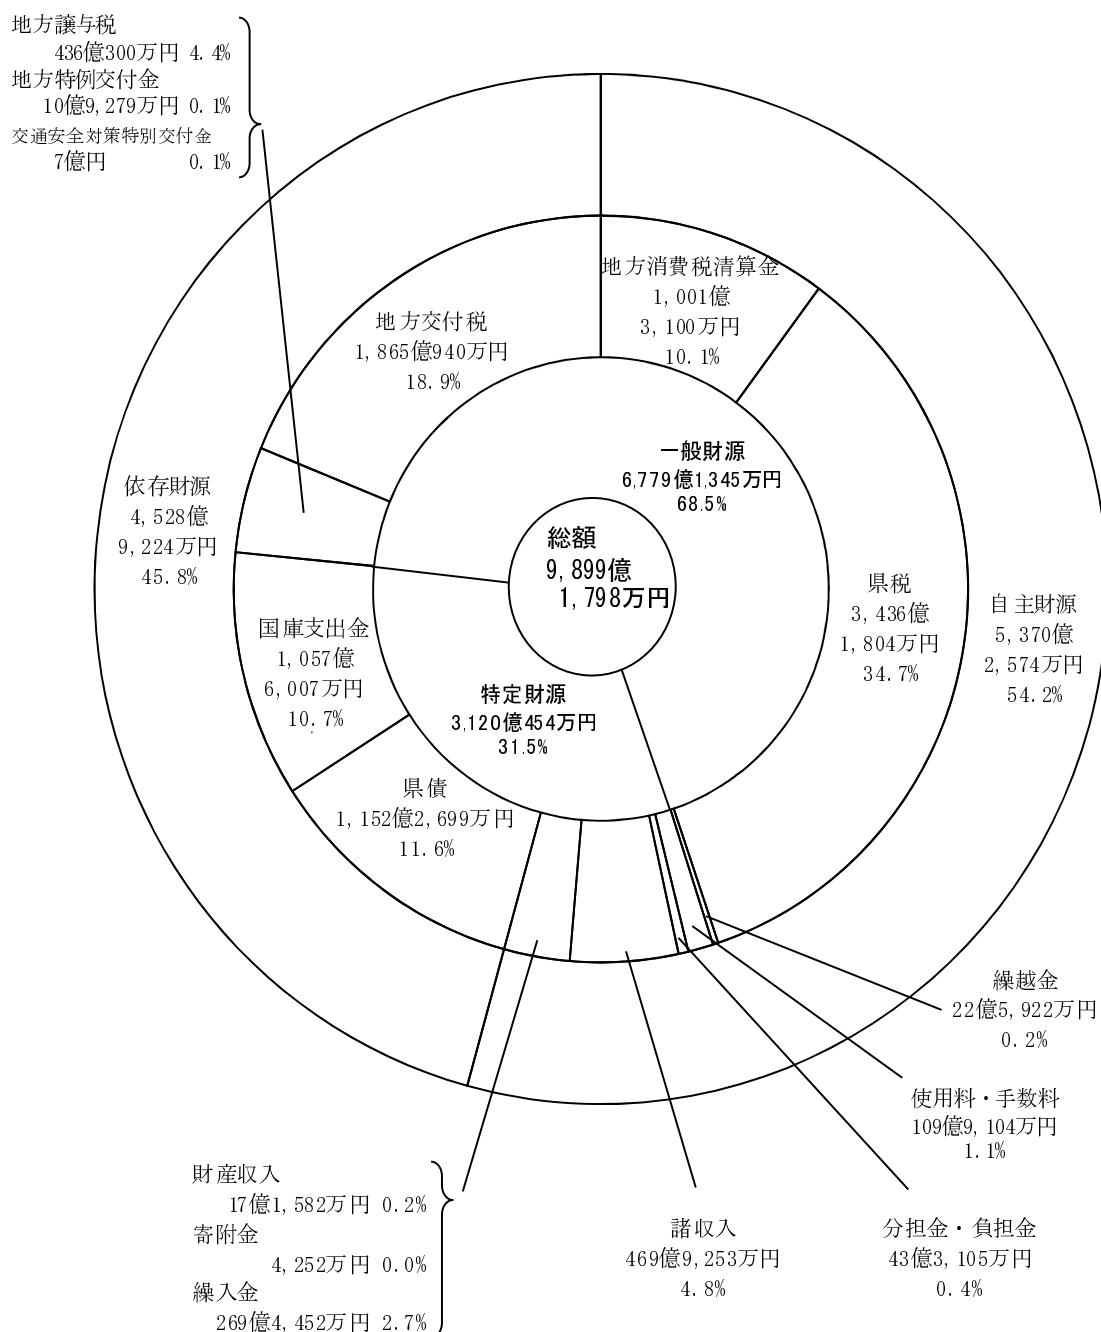 地方譲与税
436億300万円 4.4%
地方特例交付金
10億9,279万円 0.1%
交通安全対策特別交付金
7億円 0.1%
地方消費税清算金
1,001億
3,100万円
10.1%
地方交付税
1,865億940万円
18.9%
一般財源
6,779億1,345万円
68.5%
依存財源
4,528億
9,224万円
45.8%
総額
9,899億
1,798万円
県税
3,436億
1,804万円
34.7%
自主財源
5,370億
2,574万円
54.2%
国庫支出金
1,057億
6,007万円
10.7%
特定財源
3,120億454万円
31.5%
県債
1,152億2,699万円
11.6%
繰越金
22億5,922万円
0.2%
使用料・手数料
109億9,104万円
1.1%
財産収入
17億1,582万円 0.2%
寄附金
4,252万円 0.0%
繰入金
269億4,452万円 2.7%
諸収入
469億9,253万円
4.8%
分担金・負担金
43億3,105万円
0.4%